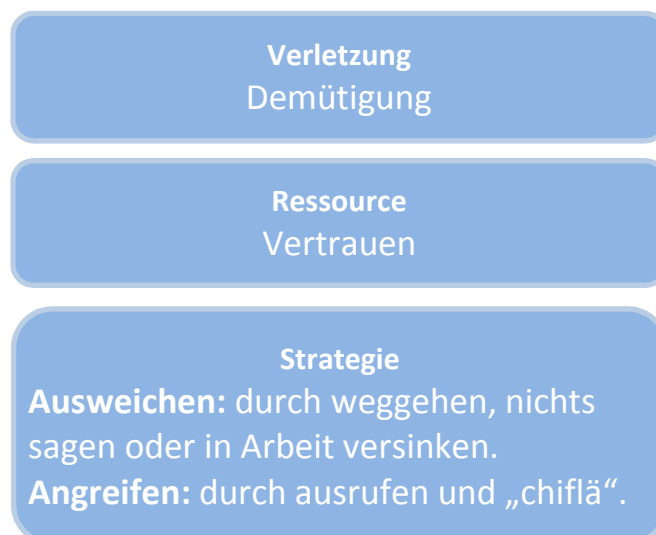 Verletzung
Demütigung
Ressource
Vertrauen
Strategie
Ausweichen: durch weggehen, nichts
sagen oder in Arbeit versinken.
Angreifen: durch ausrufen und „chiflä“.